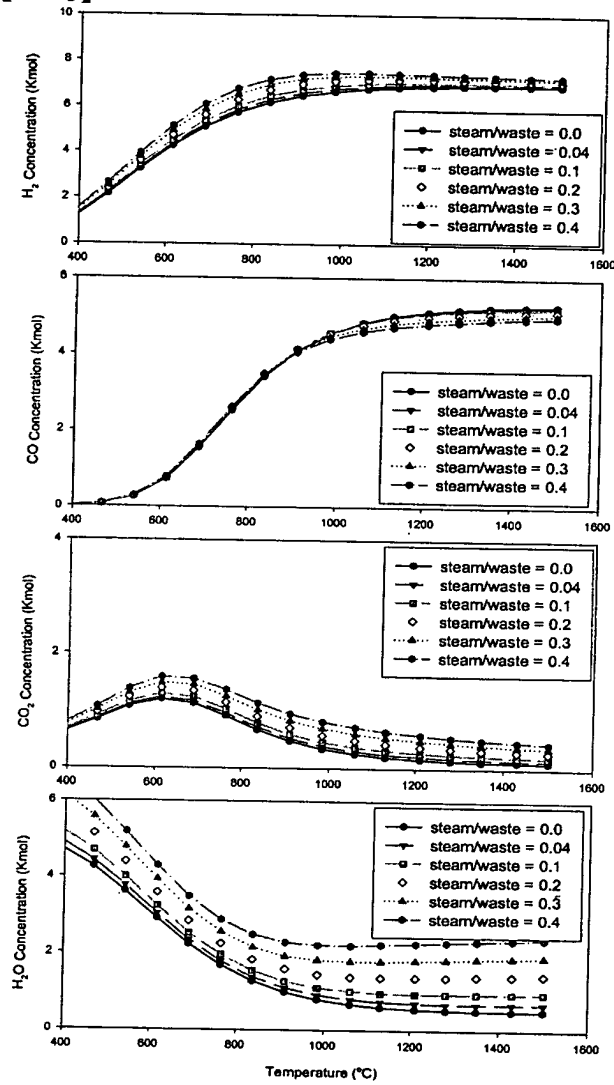 10
8
6
4
2
0
H₂ Concentration (Kmol)
steam/waste = 0.0
steam/waste = 0.04
steam/waste = 0.1
steam/waste = 0.2
steam/waste = 0.3
steam/waste = 0.4
400 600 800 1000 1200 1400 1600
6
4
2
0
CO Concentration (Kmol)
steam/waste = 0.0
steam/waste = 0.04
steam/waste = 0.1
steam/waste = 0.2
steam/waste = 0.3
steam/waste = 0.4
400 600 800 1000 1200 1400 1600
4
2
0
CO₂ Concentration (Kmol)
steam/waste = 0.0
steam/waste = 0.04
steam/waste = 0.1
steam/waste = 0.2
steam/waste = 0.3
steam/waste = 0.4
400 600 800 1000 1200 1400 1600
6
4
2
0
H₂O Concentration (Kmol)
steam/waste = 0.0
steam/waste = 0.04
steam/waste = 0.1
steam/waste = 0.2
steam/waste = 0.3
steam/waste = 0.4
400 600 800 1000 1200 1400 1600
Temperature (°C)